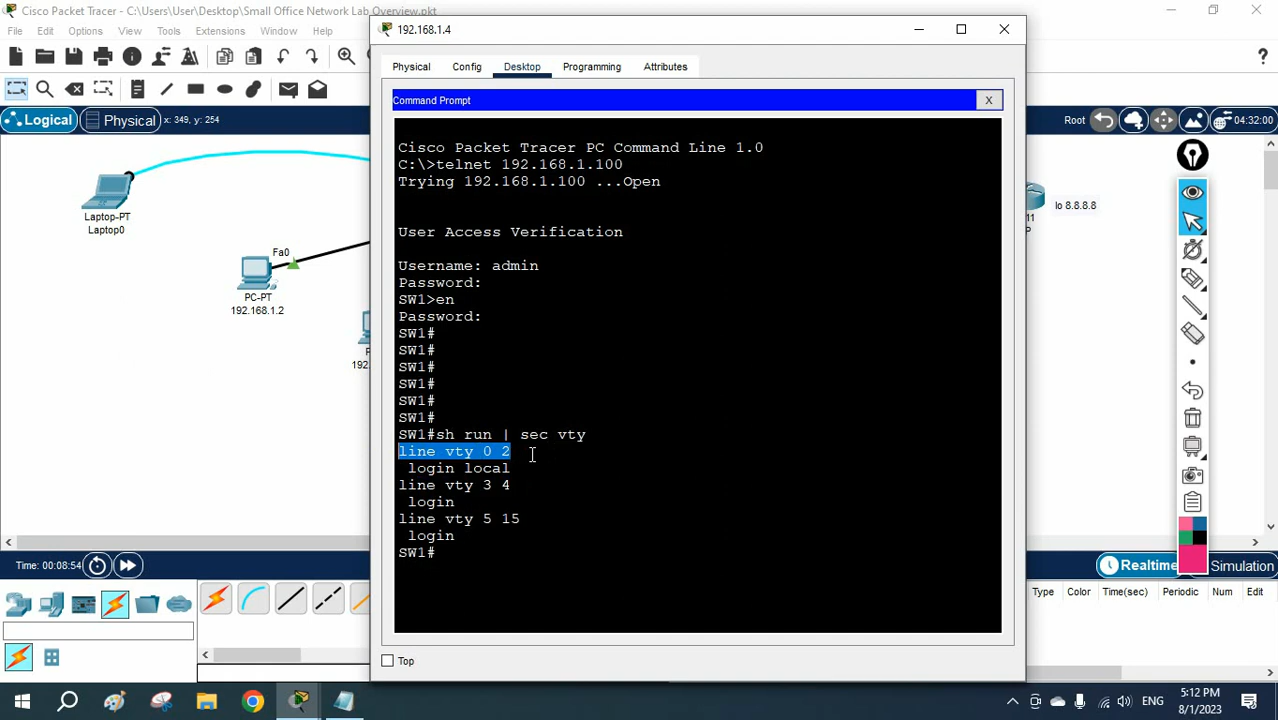 Cisco Packet Tracer - C:\Users\User\Desktop\Small Office Network Lab Overview.pkt
File Edit Options View Tools Extensions Window Help
Logical Physical x: 349, y: 254
Root 04:32:00
Laptop-PT
Laptop0
Fa0
PC-PT
192.168.1.2
P
192
lo 8.8.8.8
11
P
192.168.1.4
Physical Config Desktop Programming Attributes
Command Prompt X
Cisco Packet Tracer PC Command Line 1.0
C:\>telnet 192.168.1.100
Trying 192.168.1.100 ...Open
User Access Verification
Username: admin
Password:
SW1>en
Password:
SW1#
SW1#
SW1#
SW1#
SW1#
SW1#
SW1#sh run | sec vty
line vty 0 2
login local
line vty 3 4
login
line vty 5 15
login
SW1#
Top
Time: 00:08:54
Realtime Simulation
Type Color Time(sec) Periodic Num Edit
ENG
5:12 PM
8/1/2023